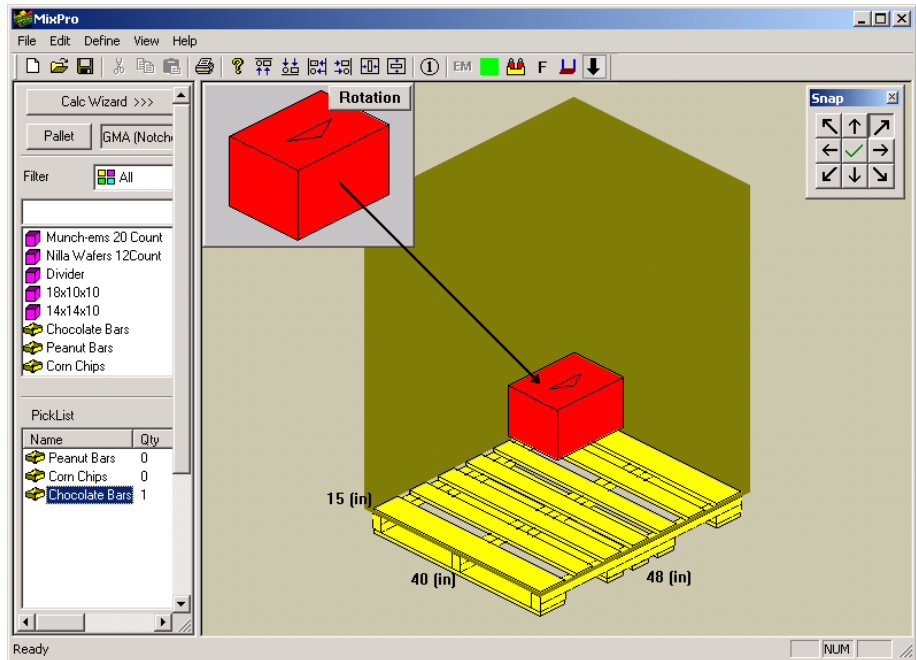 MixPro
File Edit Define View Help
1 EM F
Calc Wizard >>>
Pallet GMA (Notch
Filter All
Munch-ems 20 Count
Nilla Wafers 12Count
Divider
18x10x10
14x14x10
Chocolate Bars
Peanut Bars
Corn Chips
PickList
Name Qty
Peanut Bars 0
Corn Chips 0
Chocolate Bars 1
Rotation
Snap
15 (in)
40 (in)
48 (in)
Ready NUM